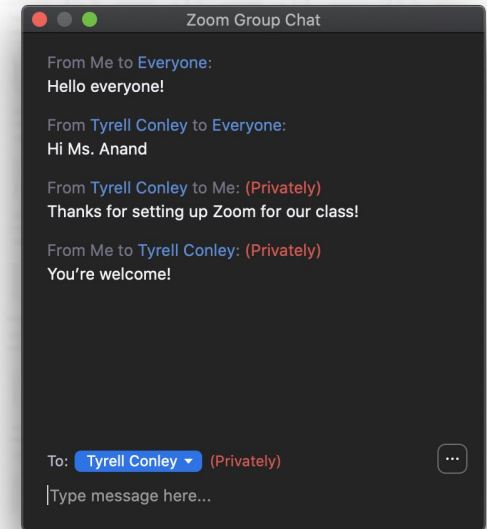 Zoom Group Chat
From Me to Everyone:
Hello everyone!
From Tyrell Conley to Everyone:
Hi Ms. Anand
From Tyrell Conley to Me: (Privately)
Thanks for setting up Zoom for our class!
From Me to Tyrell Conley: (Privately)
You’re welcome!
To: Tyrell Conley (Privately)
Type message here...